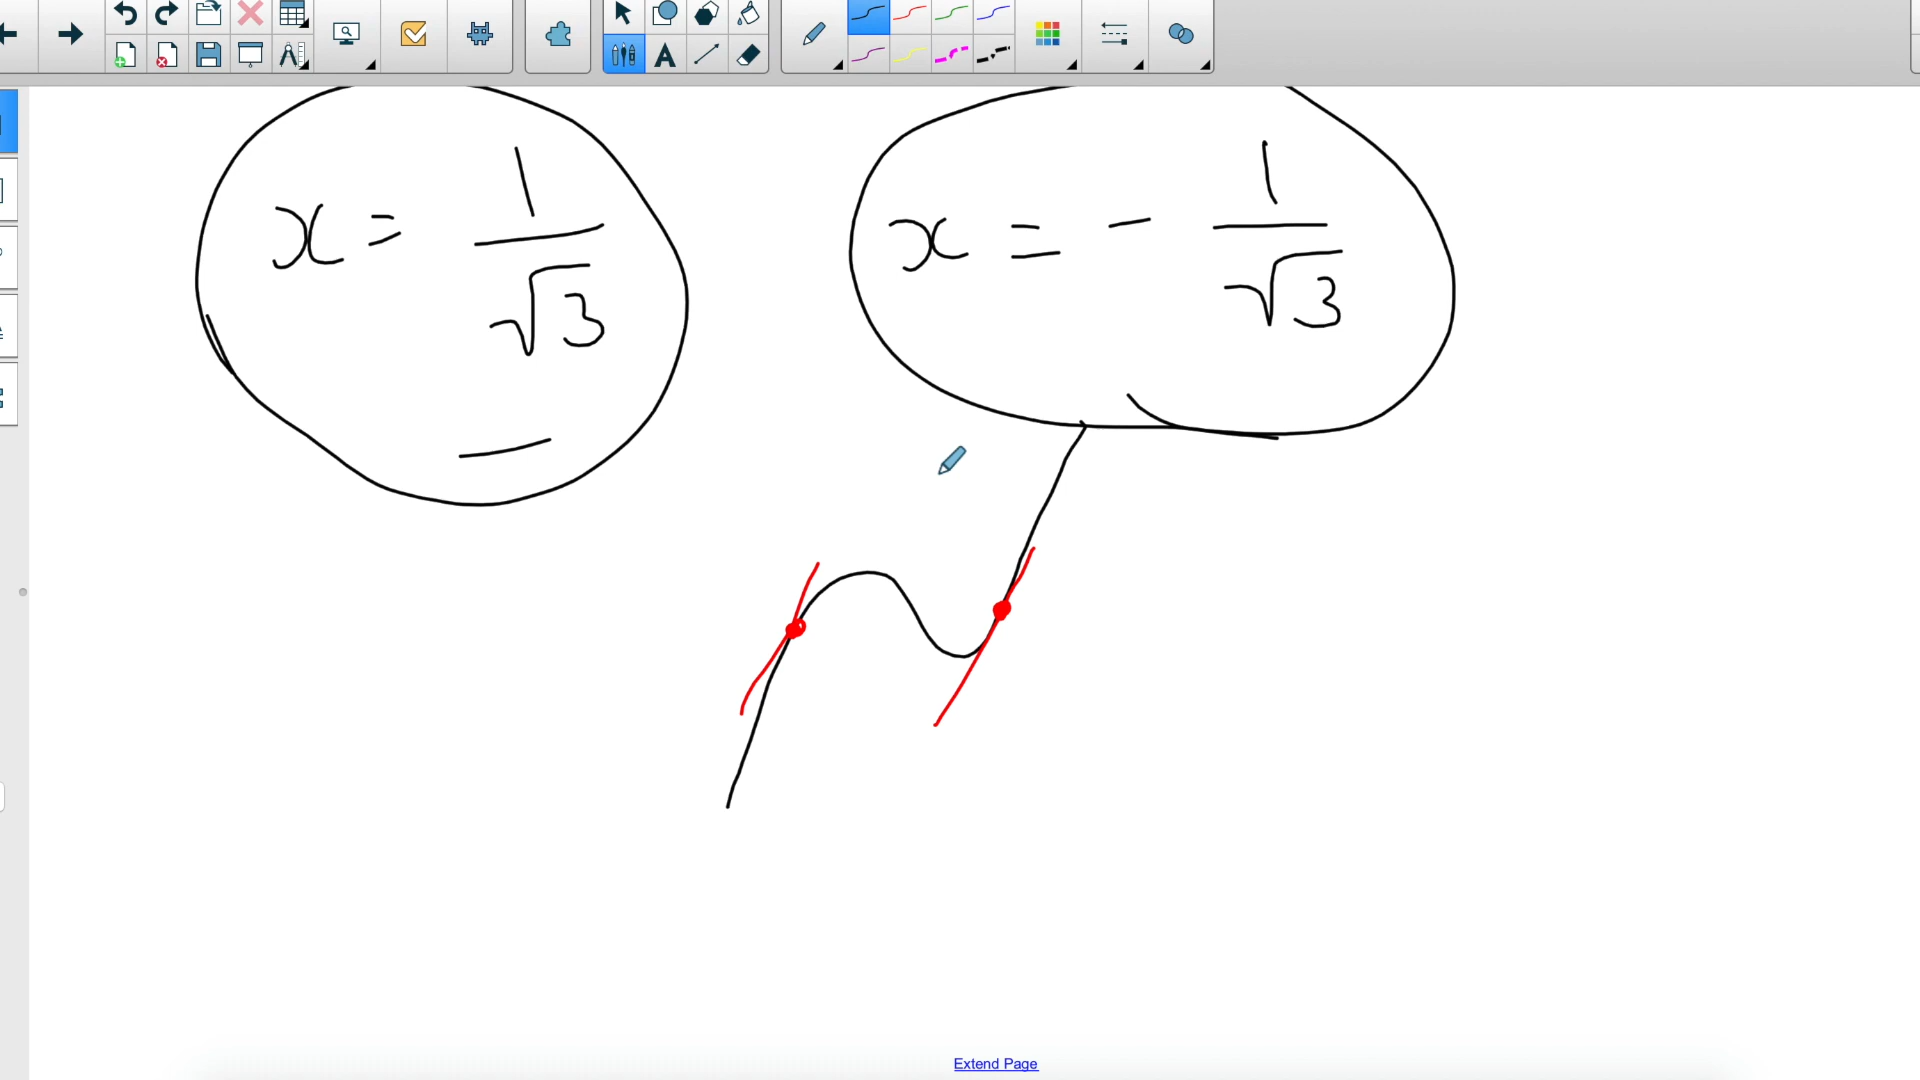 x = 1/√3
x = - 1/√3
Extend Page